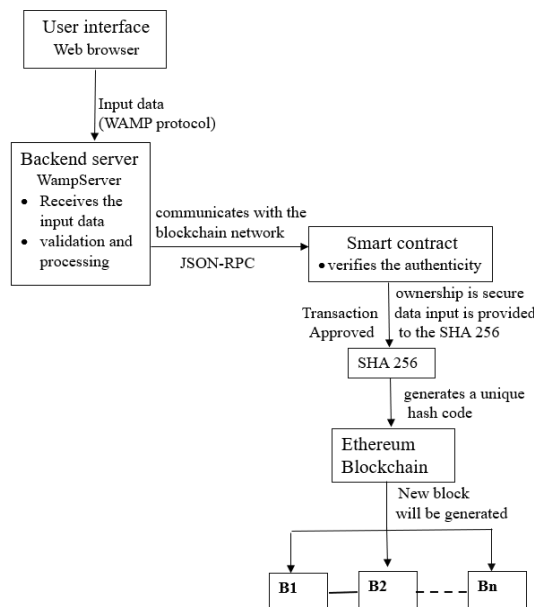 User interface
Web browser
Input data
(WAMP protocol)
Backend server
WampServer
• Receives the
input data
• validation and
processing
communicates with the
blockchain network
JSON-RPC
Smart contract
• verifies the authenticity
Transaction
Approved
ownership is secure
data input is provided
to the SHA 256
SHA 256
generates a unique
hash code
Ethereum
Blockchain
New block
will be generated
B1
B2
Bn